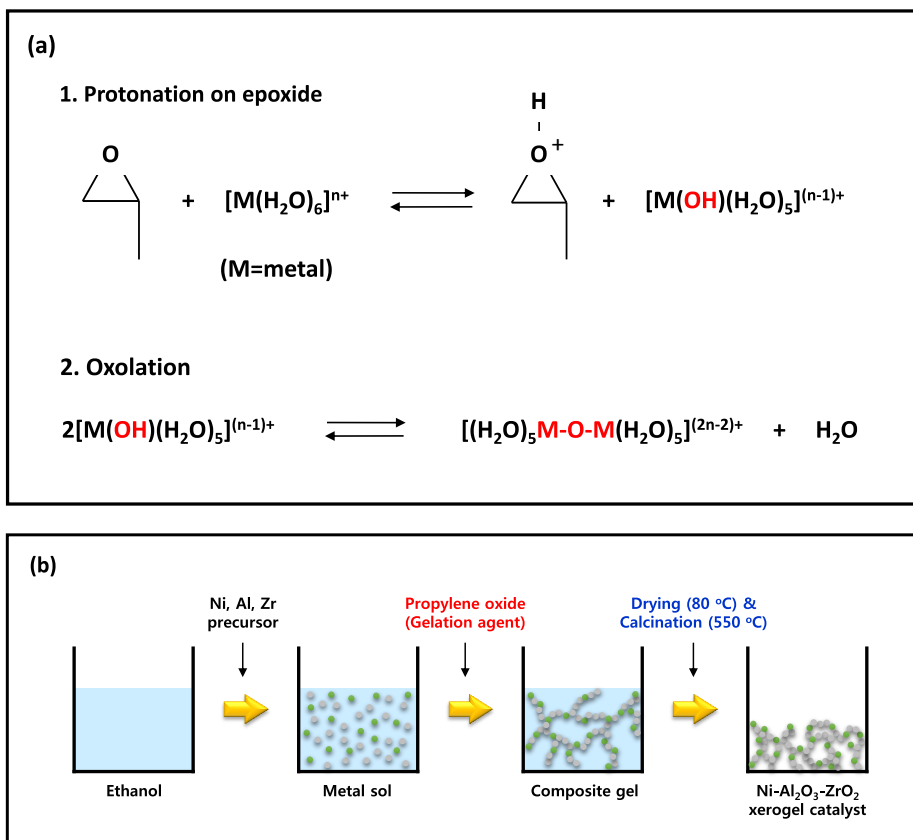 (a)
1. Protonation on epoxide
H
O
O⁺
+ [M(H₂O)₆]ⁿ⁺ + [M(OH)(H₂O)₅]⁽ⁿ⁻¹⁾⁺
(M=metal)
2. Oxolation
2[M(OH)(H₂O)₅]⁽ⁿ⁻¹⁾⁺ [(H₂O)₅M-O-M(H₂O)₅]⁽²ⁿ⁻²⁾⁺ + H₂O
(b)
Ni, Al, Zr
precursor
Propylene oxide
(Gelation agent)
Drying (80 ºC) &
Calcination (550 ºC)
Ethanol
Metal sol
Composite gel
Ni-Al₂O₃-ZrO₂
xerogel catalyst